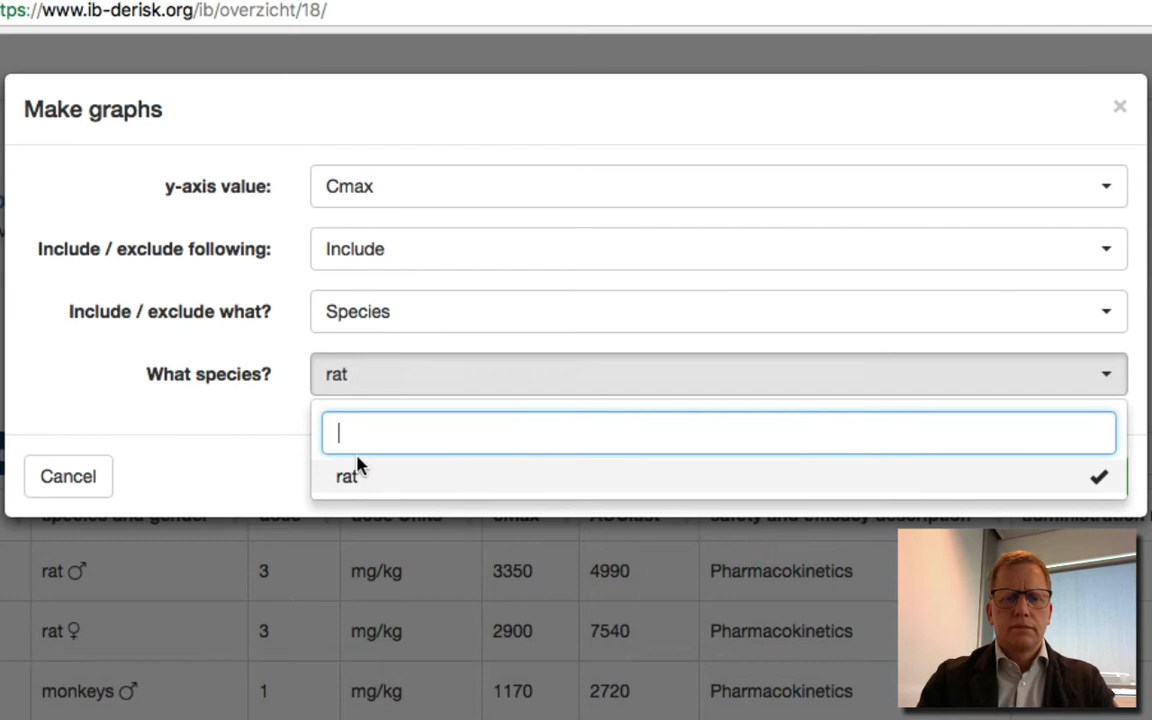 tps://www.ib-derisk.org/ib/overzicht/18/
Make graphs
×
y-axis value:
Cmax
Include / exclude following:
Include
Include / exclude what?
Species
What species?
rat
rat
Cancel
species and gender dose dose Units cmax AUClast safety and efficacy description administration
rat ♂ 3 mg/kg 3350 4990 Pharmacokinetics
rat ♀ 3 mg/kg 2900 7540 Pharmacokinetics
monkeys ♂ 1 mg/kg 1170 2720 Pharmacokinetics